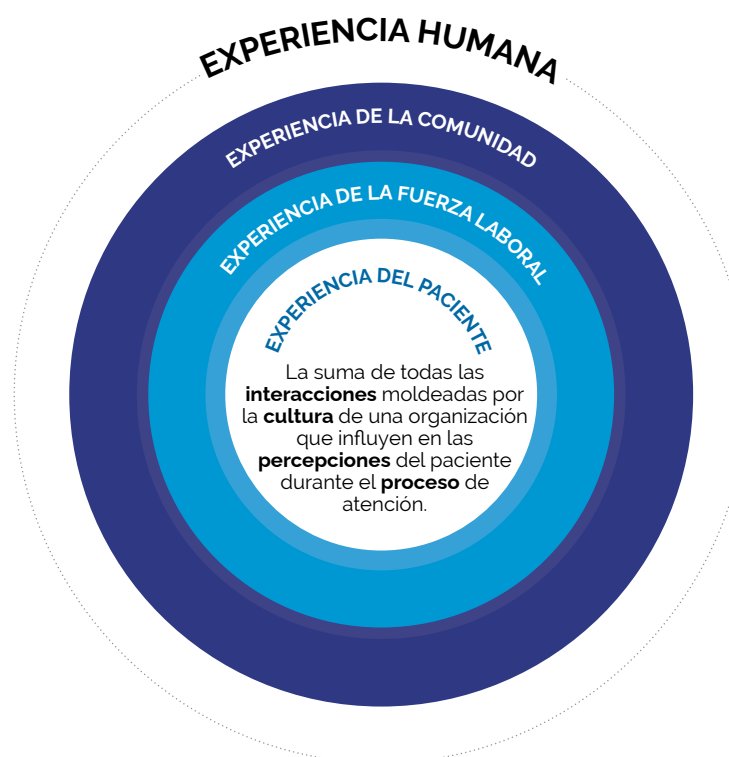 EXPERIENCIA HUMANA
EXPERIENCIA DE LA COMUNIDAD
EXPERIENCIA DE LA FUERZA LABORAL
EXPERIENCIA DEL PACIENTE
La suma de todas las
interacciones moldeadas por
la cultura de una organización
que influyen en las
percepciones del paciente
durante el proceso de
atención.